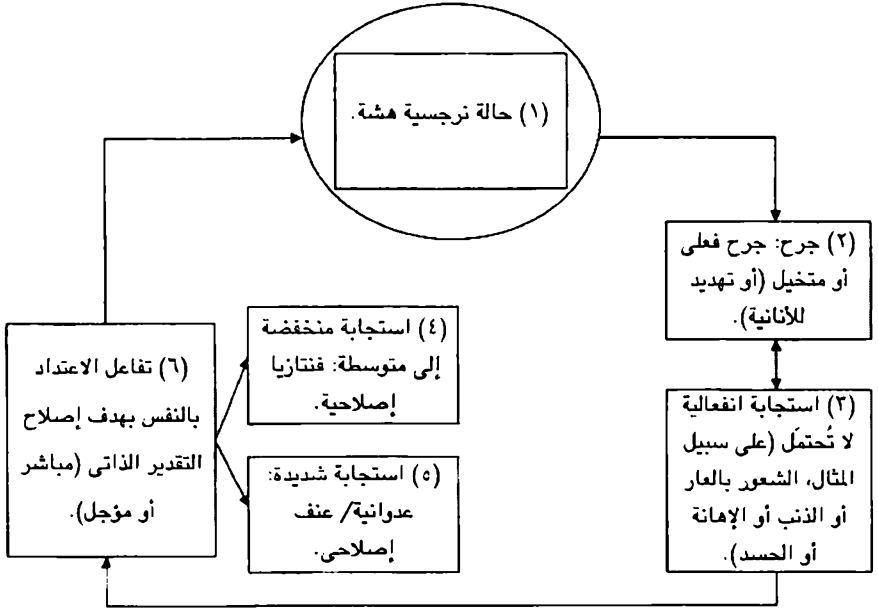 (١) حالة نرجسية هشة.
(٢) جرح: جرح فعلى
أو متخيل (أو تهديد
للأنانية).
(٣) استجابة انفعالية
لا تُحتمَل (على سبيل
المثال، الشعور بالعار
أو الذنب أو الإهانة
أو الحسد).
(٤) استجابة منخفضة
إلى متوسطة: فنتازيا
إصلاحية.
(٥) استجابة شديدة:
عدوانية/ عنف
إصلاحى.
(٦) تفاعل الاعتداد
بالنفس بهدف إصلاح
التقدير الذاتى (مباشر
أو مؤجل).